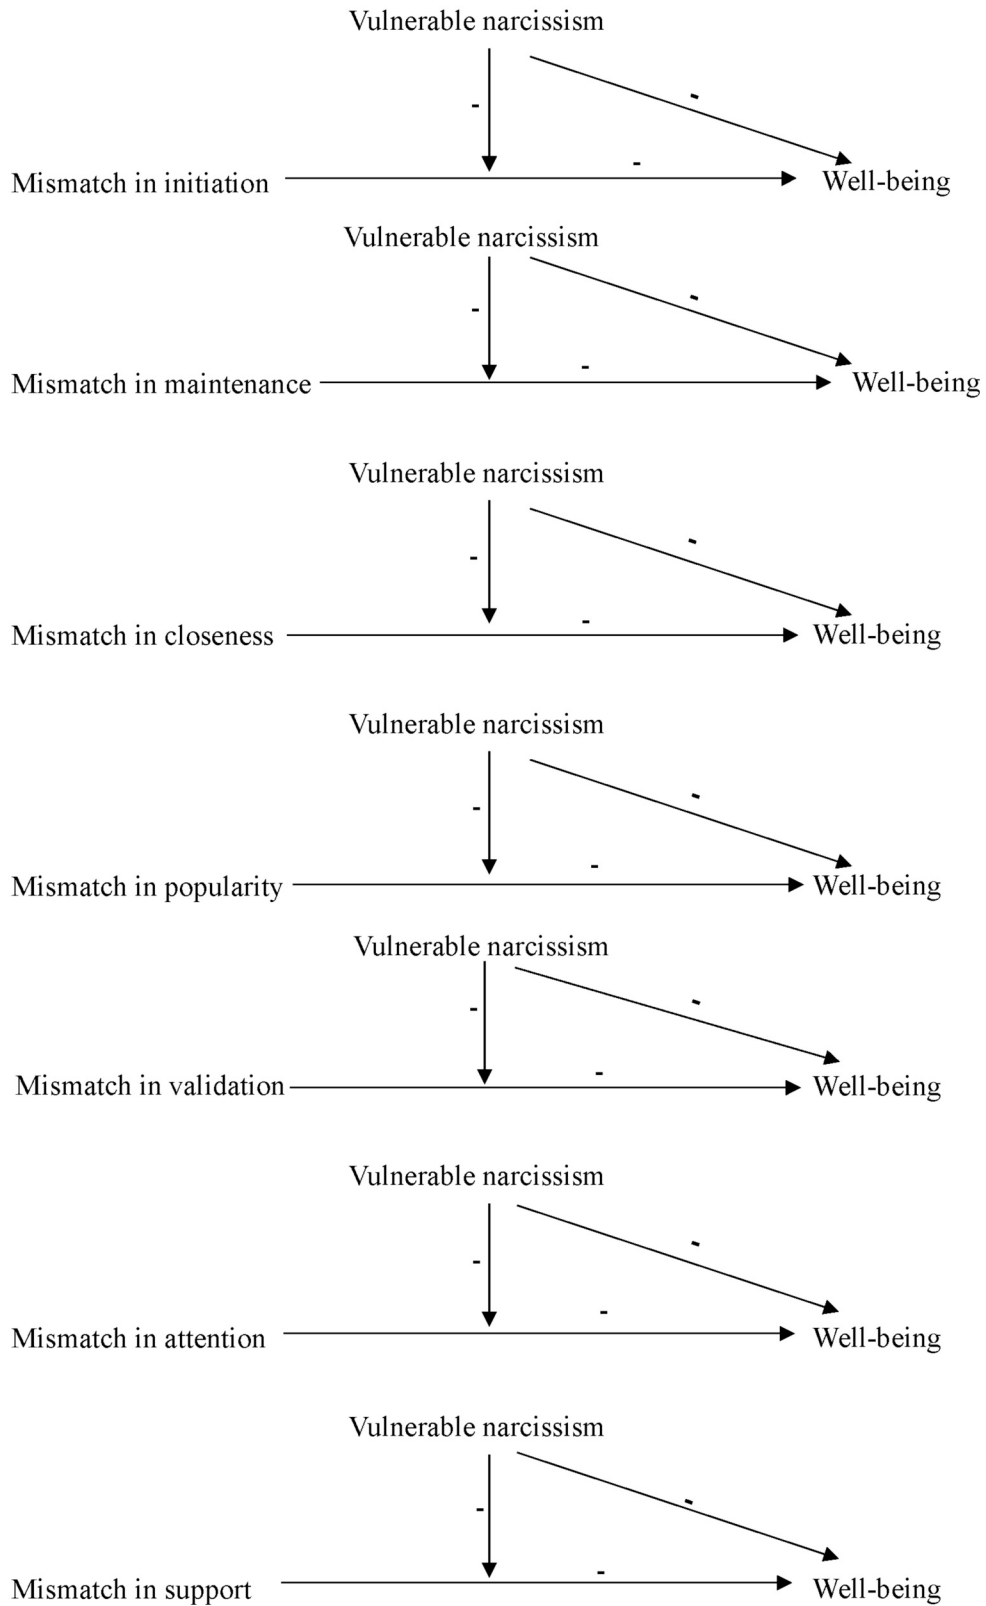 Vulnerable narcissism
-
-
-
Mismatch in initiation
Well-being
Vulnerable narcissism
-
-
-
Mismatch in maintenance
Well-being
Vulnerable narcissism
-
-
-
Mismatch in closeness
Well-being
Vulnerable narcissism
-
-
-
Mismatch in popularity
Well-being
Vulnerable narcissism
-
-
-
Mismatch in validation
Well-being
Vulnerable narcissism
-
-
-
Mismatch in attention
Well-being
Vulnerable narcissism
-
-
-
Mismatch in support
Well-being